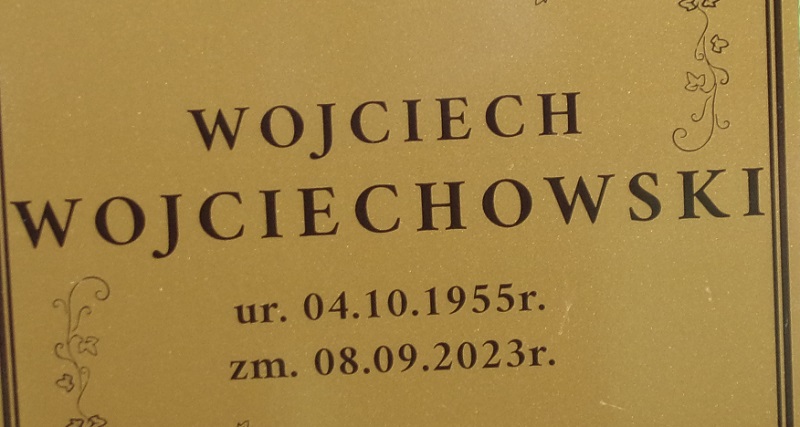 WOJCIECH
WOJCIECHOWSKI
ur. 04.10.1955r.
zm. 08.09.2023r.